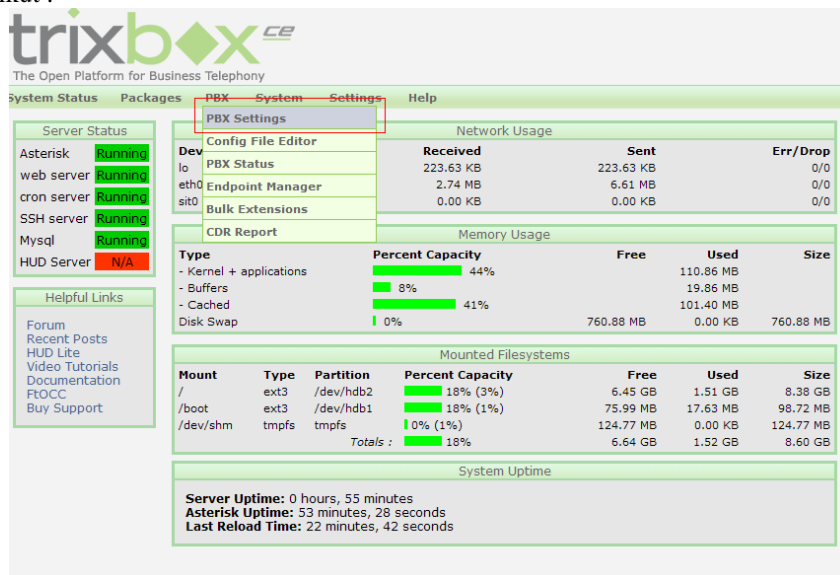 trixbox CE
The Open Platform for Business Telephony
System Status Packages PBX System Settings Help
PBX Settings
Config File Editor
PBX Status
Endpoint Manager
Bulk Extensions
CDR Report
Server Status
Asterisk Running
web server Running
cron server Running
SSH server Running
Mysql Running
HUD Server N/A
Helpful Links
Forum
Recent Posts
HUD Lite
Video Tutorials
Documentation
FtOCC
Buy Support
Network Usage
Dev Received Sent Err/Drop
lo 223.63 KB 223.63 KB 0/0
eth0 2.74 MB 6.61 MB 0/0
sit0 0.00 KB 0.00 KB 0/0
Memory Usage
Type Percent Capacity Free Used Size
- Kernel + applications 44% 110.86 MB
- Buffers 8% 19.86 MB
- Cached 41% 101.40 MB
Disk Swap 0% 760.88 MB 0.00 KB 760.88 MB
Mounted Filesystems
Mount Type Partition Percent Capacity Free Used Size
/ ext3 /dev/hdb2 18% (3%) 6.45 GB 1.51 GB 8.38 GB
/boot ext3 /dev/hdb1 18% (1%) 75.99 MB 17.63 MB 98.72 MB
/dev/shm tmpfs tmpfs 0% (1%) 124.77 MB 0.00 KB 124.77 MB
Totals : 18% 6.64 GB 1.52 GB 8.60 GB
System Uptime
Server Uptime: 0 hours, 55 minutes
Asterisk Uptime: 53 minutes, 28 seconds
Last Reload Time: 22 minutes, 42 seconds